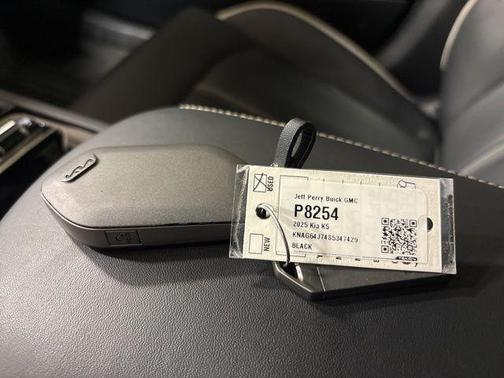 USED
Jeff Perry Buick GMC
P8254
2025 Kia K5
KNAG64J74S5347429
BLACK
NEW